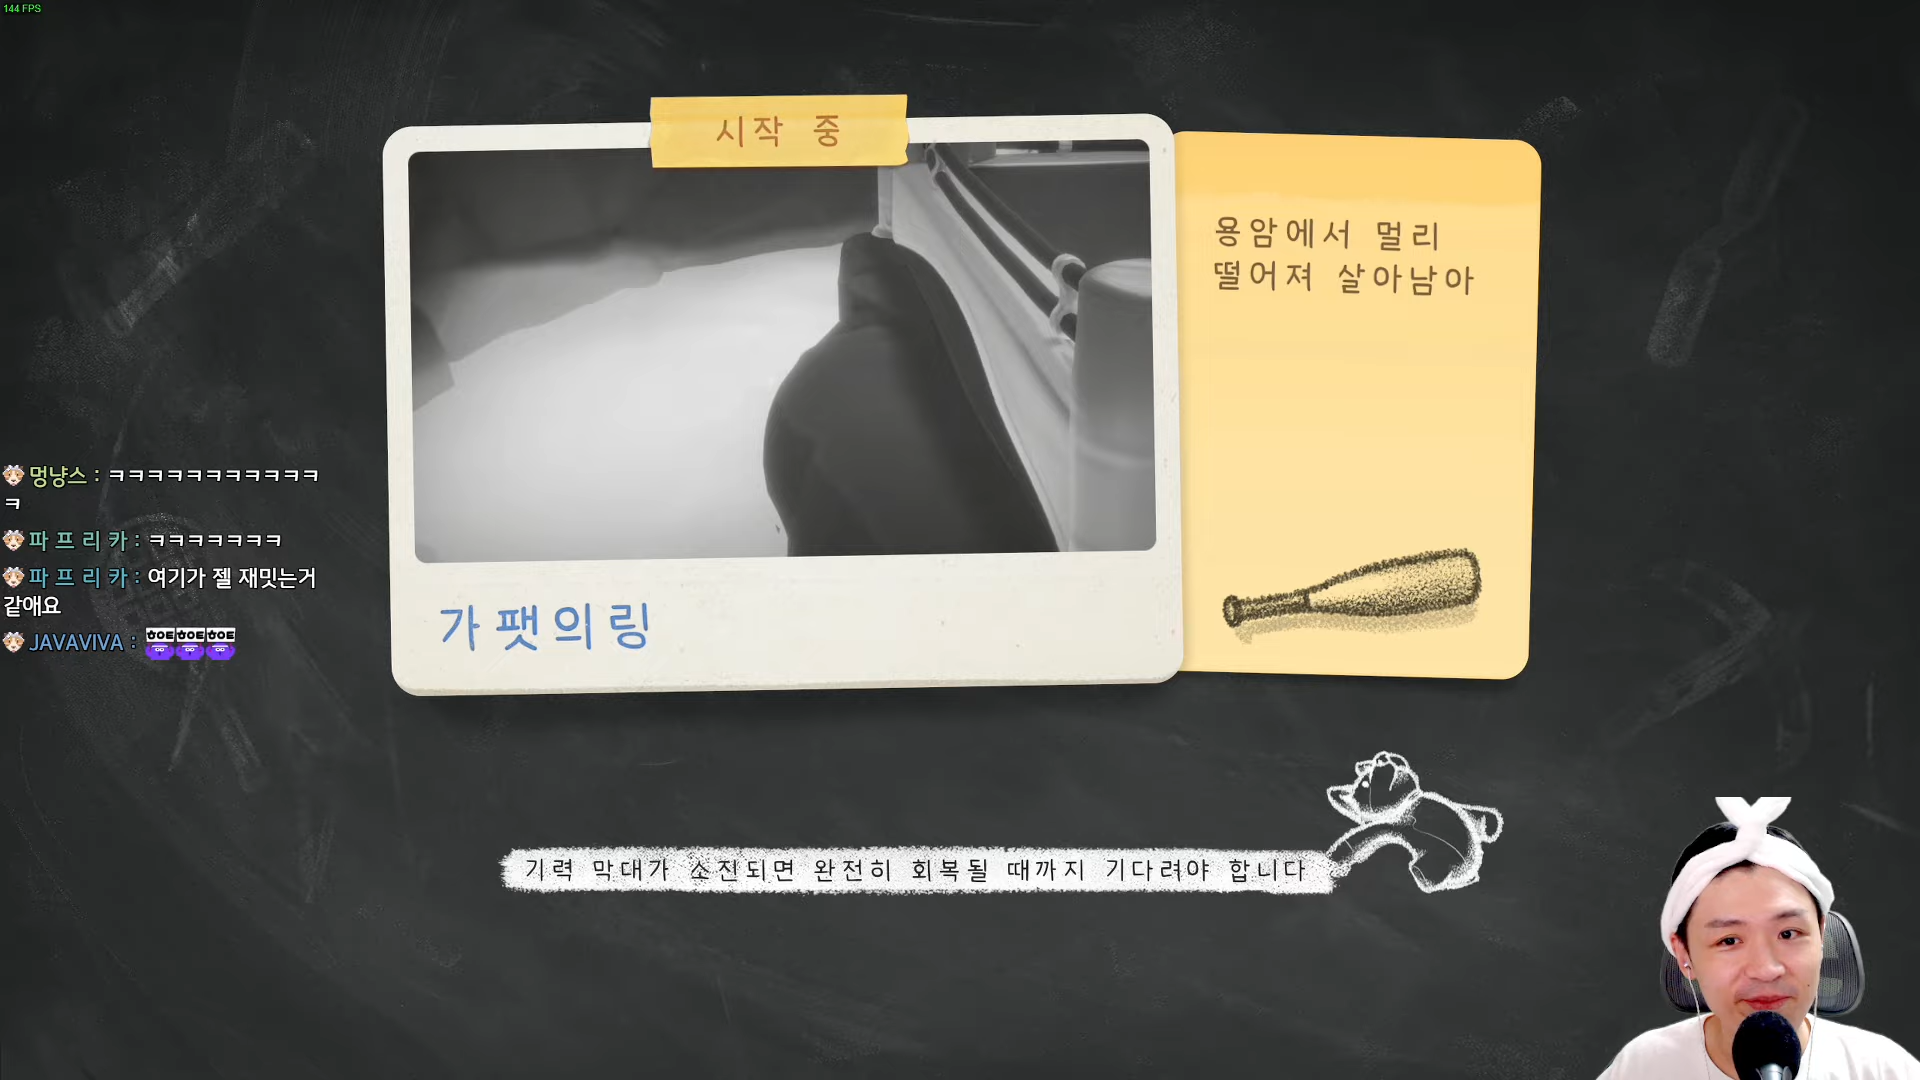 144 FPS
시작 중
용암에서 멀리
떨어져 살아남아
가팻의링
기력 막대가 소진되면 완전히 회복될 때까지 기다려야 합니다
멍냥스 : ㅋㅋㅋㅋㅋㅋㅋㅋㅋㅋㅋ
ㅋ
파 프 리 카 : ㅋㅋㅋㅋㅋㅋㅋ
파 프 리 카 : 여기가 젤 재밋는거
같애요
JAVAVIVA :